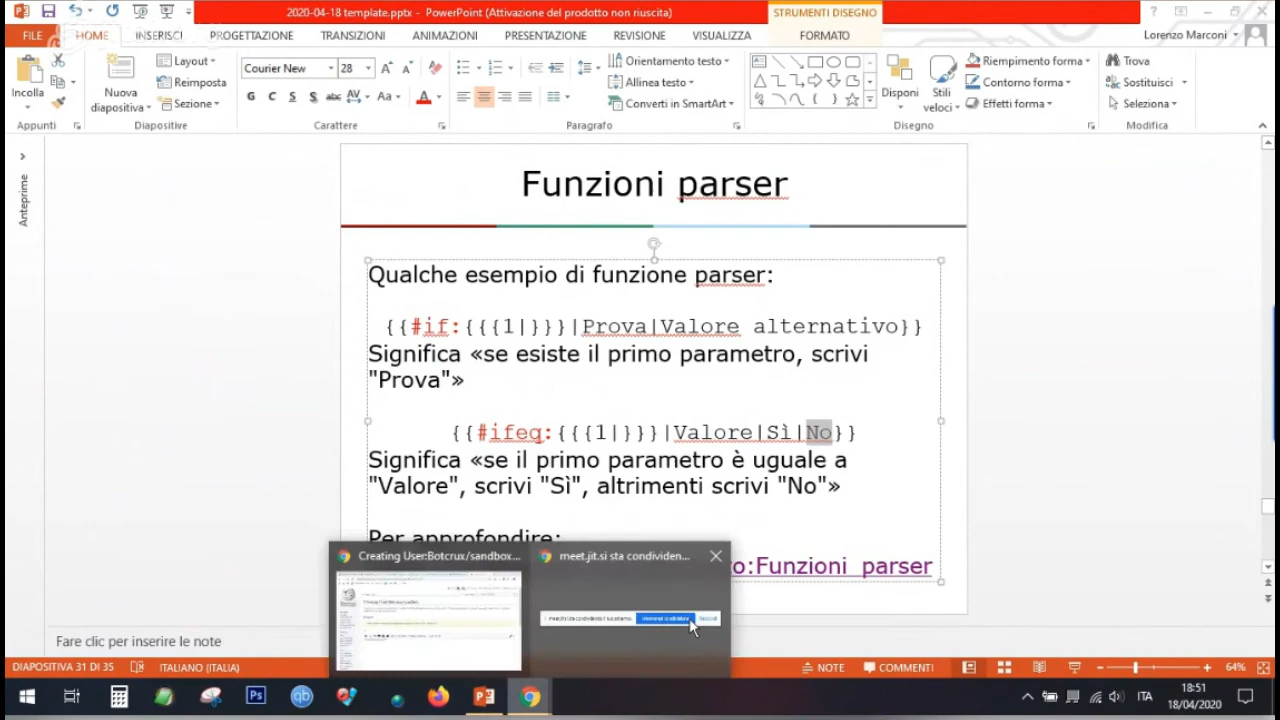 2020-04-18 template.pptx - PowerPoint (Attivazione del prodotto non riuscita)
STRUMENTI DISEGNO
FILE HOME INSERISCI PROGETTAZIONE TRANSIZIONI ANIMAZIONI PRESENTAZIONE REVISIONE VISUALIZZA FORMATO
Lorenzo Marconi
Incolla
Nuova diapositiva
Layout
Reimposta
Sezione
Courier New 28
Orientamento testo
Allinea testo
Converti in SmartArt
Disponi
Stili veloci
Riempimento forma
Contorno forma
Effetti forma
Trova
Sostituisci
Seleziona
Appunti Diapositive Carattere Paragrafo Disegno Modifica
Anteprime
Funzioni parser
Qualche esempio di funzione parser:
{{#if:{{{1|}}}|Prova|Valore alternativo}}
Significa «se esiste il primo parametro, scrivi
"Prova"»
{{#ifeq:{{{1|}}}|Valore|Sì|No}}
Significa «se il primo parametro è uguale a
"Valore", scrivi "Sì", altrimenti scrivi "No"»
Per approfondire:
o:Funzioni parser
Creating User:Botcrux/sandbox...
meet.jit.si sta condividen...
Fare clic per inserire le note
DIAPOSITIVA 31 DI 35 ITALIANO (ITALIA) NOTE COMMENTI 64%
ITA
18:51
18/04/2020